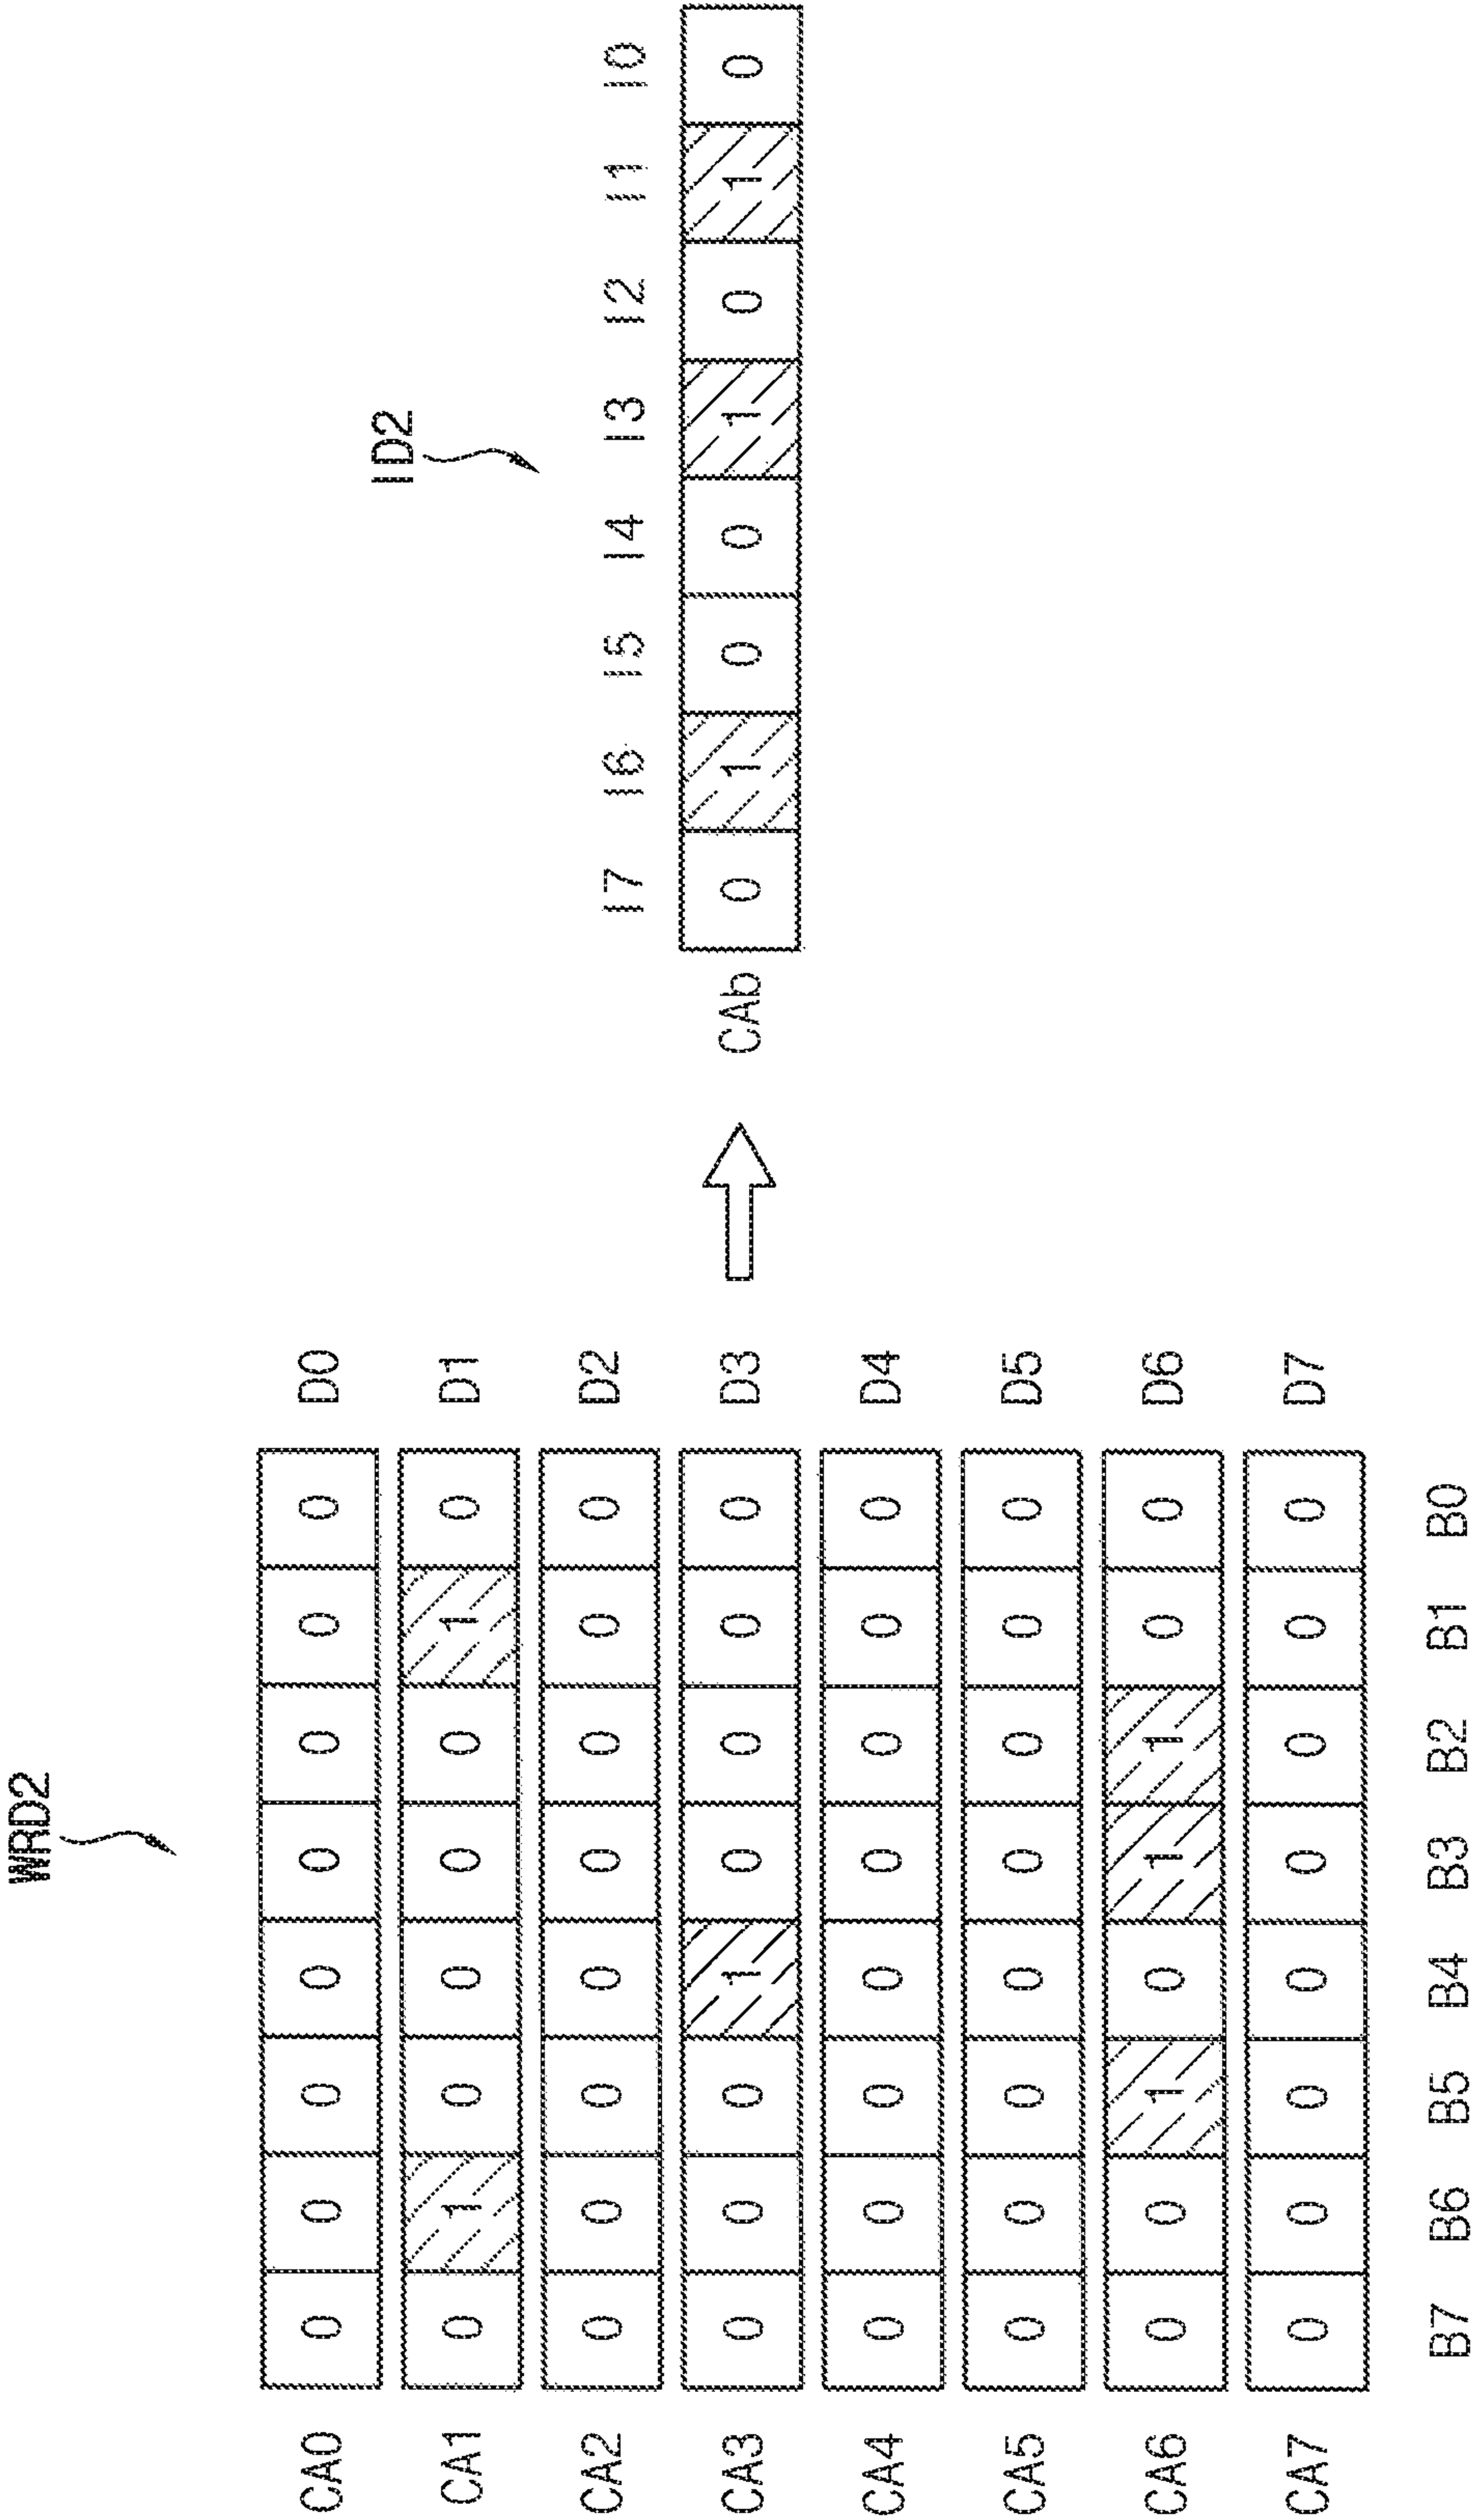 WRD2
CA0 0 0 0 0 0 0 0 0 D0
CA1 0 1 0 0 0 0 1 0 D1
CA2 0 0 0 0 0 0 0 0 D2
CA3 0 0 0 1 0 0 0 0 D3
CA4 0 0 0 0 0 0 0 0 D4
CA5 0 0 0 0 0 0 0 0 D5
CA6 0 0 1 0 1 1 0 0 D6
CA7 0 0 0 0 0 0 0 0 D7
B7 B6 B5 B4 B3 B2 B1 B0
ID2
I7 I6 I5 I4 I3 I2 I1 I0
CAb 0 1 0 0 1 0 1 0